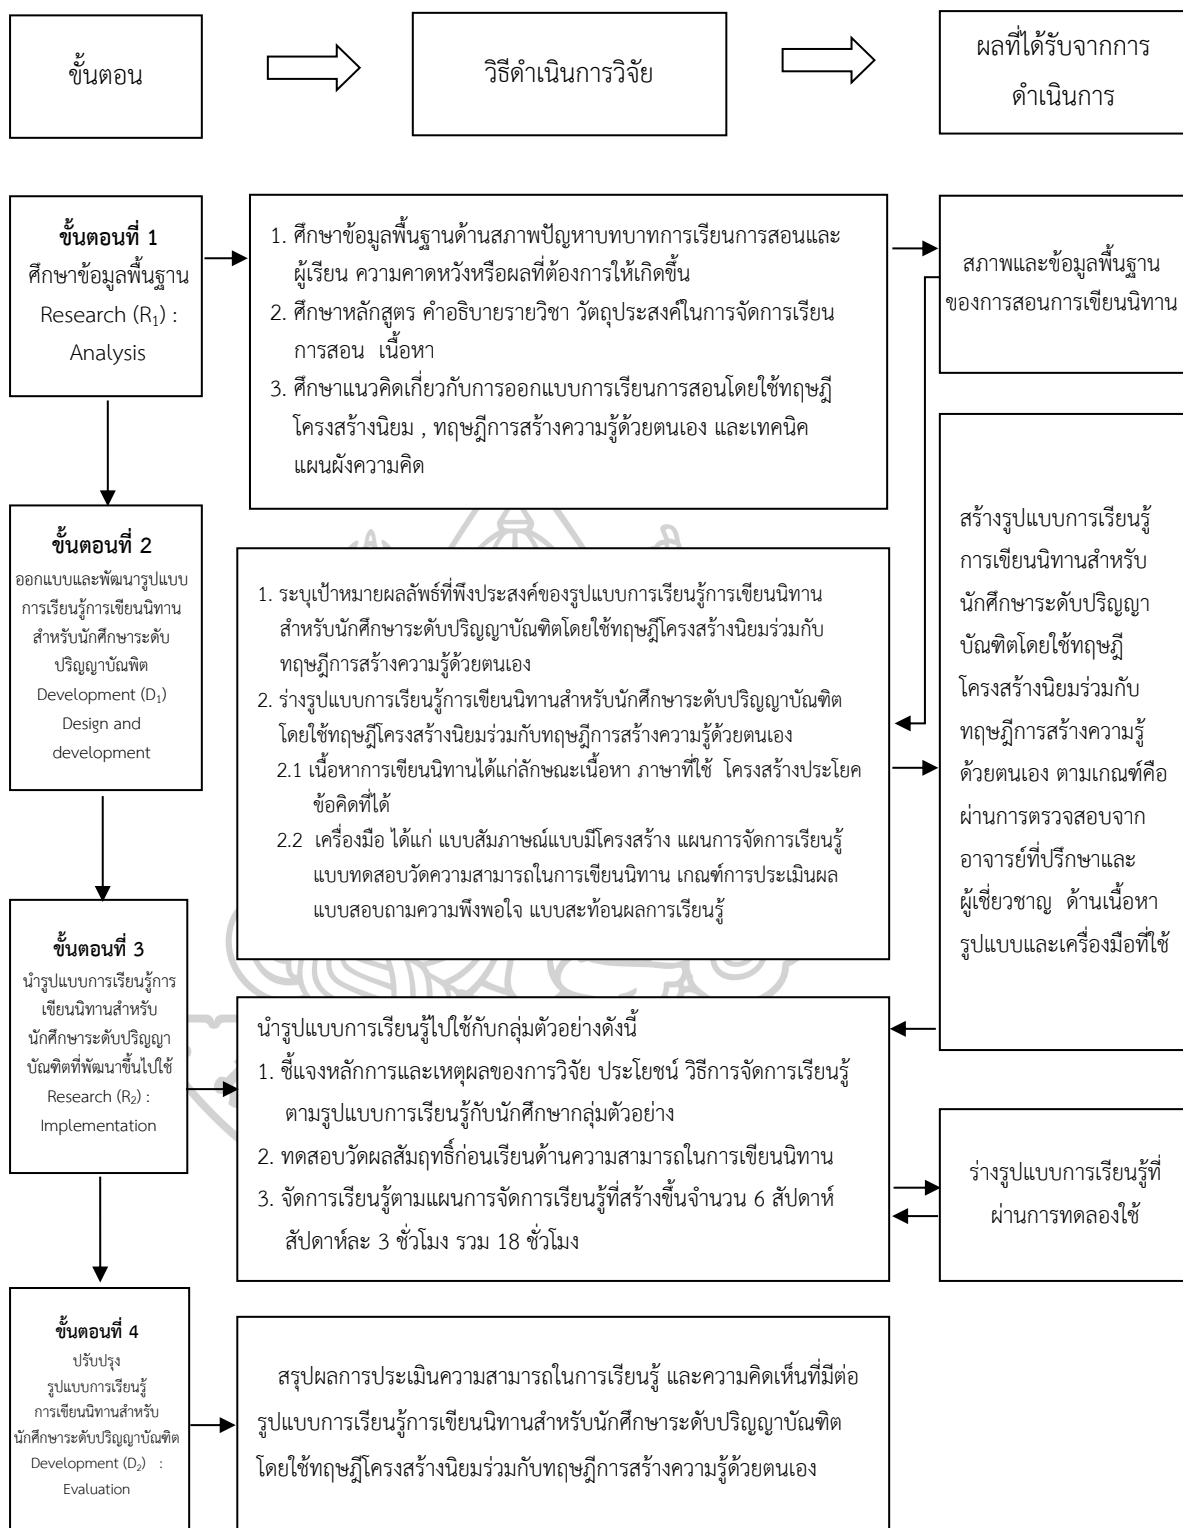 ขั้นตอน
วิธีดำเนินการวิจัย
ผลที่ได้รับจากการ
ดำเนินการ
ขั้นตอนที่ 1
ศึกษาข้อมูลพื้นฐาน
Research (R₁) :
Analysis
1. ศึกษาข้อมูลพื้นฐานด้านสภาพปัญหาบทบาทการเรียนการสอนและ
ผู้เรียน ความคาดหวังหรือผลที่ต้องการให้เกิดขึ้น
2. ศึกษาหลักสูตร คำอธิบายรายวิชา วัตถุประสงค์ในการจัดการเรียน
การสอน เนื้อหา
3. ศึกษาแนวคิดเกี่ยวกับการออกแบบการเรียนการสอนโดยใช้ทฤษฎี
โครงสร้างนิยม , ทฤษฎีการสร้างความรู้ด้วยตนเอง และเทคนิค
แผนผังความคิด
สภาพและข้อมูลพื้นฐาน
ของการสอนการเขียนนิทาน
ขั้นตอนที่ 2
ออกแบบและพัฒนารูปแบบ
การเรียนรู้การเขียนนิทาน
สำหรับนักศึกษาระดับ
ปริญญาบัณพิต
Development (D₁)
Design and
development
1. ระบุเป้าหมายผลลัพธ์ที่พึงประสงค์ของรูปแบบการเรียนรู้การเขียนนิทาน
สำหรับนักศึกษาระดับปริญญาบัณฑิตโดยใช้ทฤษฎีโครงสร้างนิยมร่วมกับ
ทฤษฎีการสร้างความรู้ด้วยตนเอง
2. ร่างรูปแบบการเรียนรู้การเขียนนิทานสำหรับนักศึกษาระดับปริญญาบัณฑิต
โดยใช้ทฤษฎีโครงสร้างนิยมร่วมกับทฤษฎีการสร้างความรู้ด้วยตนเอง
2.1 เนื้อหาการเขียนนิทานได้แก่ลักษณะเนื้อหา ภาษาที่ใช้ โครงสร้างประโยค
ข้อคิดที่ได้
2.2 เครื่องมือ ได้แก่ แบบสัมภาษณ์แบบมีโครงสร้าง แผนการจัดการเรียนรู้
แบบทดสอบวัดความสามารถในการเขียนนิทาน เกณฑ์การประเมินผล
แบบสอบถามความพึงพอใจ แบบสะท้อนผลการเรียนรู้
สร้างรูปแบบการเรียนรู้
การเขียนนิทานสำหรับ
นักศึกษาระดับปริญญา
บัณฑิตโดยใช้ทฤษฎี
โครงสร้างนิยมร่วมกับ
ทฤษฎีการสร้างความรู้
ด้วยตนเอง ตามเกณฑ์คือ
ผ่านการตรวจสอบจาก
อาจารย์ที่ปรึกษาและ
ผู้เชี่ยวชาญ ด้านเนื้อหา
รูปแบบและเครื่องมือที่ใช้
ขั้นตอนที่ 3
นำรูปแบบการเรียนรู้การ
เขียนนิทานสำหรับ
นักศึกษาระดับปริญญา
บัณฑิตที่พัฒนาขึ้นไปใช้
Research (R₂) :
Implementation
นำรูปแบบการเรียนรู้ไปใช้กับกลุ่มตัวอย่างดังนี้
1. ชี้แจงหลักการและเหตุผลของการวิจัย ประโยชน์ วิธีการจัดการเรียนรู้
ตามรูปแบบการเรียนรู้กับนักศึกษากลุ่มตัวอย่าง
2. ทดสอบวัดผลสัมฤทธิ์ก่อนเรียนด้านความสามารถในการเขียนนิทาน
3. จัดการเรียนรู้ตามแผนการจัดการเรียนรู้ที่สร้างขึ้นจำนวน 6 สัปดาห์
สัปดาห์ละ 3 ชั่วโมง รวม 18 ชั่วโมง
ร่างรูปแบบการเรียนรู้ที่
ผ่านการทดลองใช้
ขั้นตอนที่ 4
ปรับปรุง
รูปแบบการเรียนรู้
การเขียนนิทานสำหรับ
นักศึกษาระดับปริญญาบัณฑิต
Development (D₂) :
Evaluation
สรุปผลการประเมินความสามารถในการเรียนรู้ และความคิดเห็นที่มีต่อ
รูปแบบการเรียนรู้การเขียนนิทานสำหรับนักศึกษาระดับปริญญาบัณฑิต
โดยใช้ทฤษฎีโครงสร้างนิยมร่วมกับทฤษฎีการสร้างความรู้ด้วยตนเอง